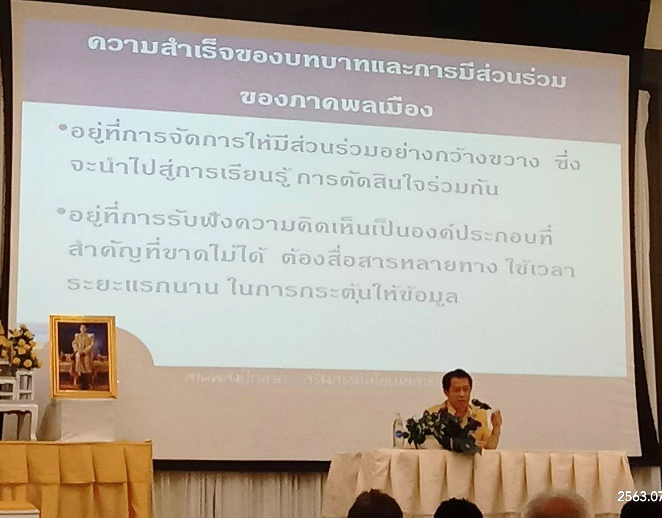 ความสำเร็จของบทบาทและการมีส่วนร่วม
ของภาคพลเมือง
•อยู่ที่การจัดการให้มีส่วนร่วมอย่างกว้างขวาง ซึ่ง
จะนำไปสู่การเรียนรู้ การตัดสินใจร่วมกัน
•อยู่ที่การรับฟังความคิดเห็นเป็นองค์ประกอบที่
สำคัญที่ขาดไม่ได้ ต้องสื่อสารหลายทาง ใช้เวลา
ระยะแรกนาน ในการกระตุ้นให้ข้อมูล
2563.07